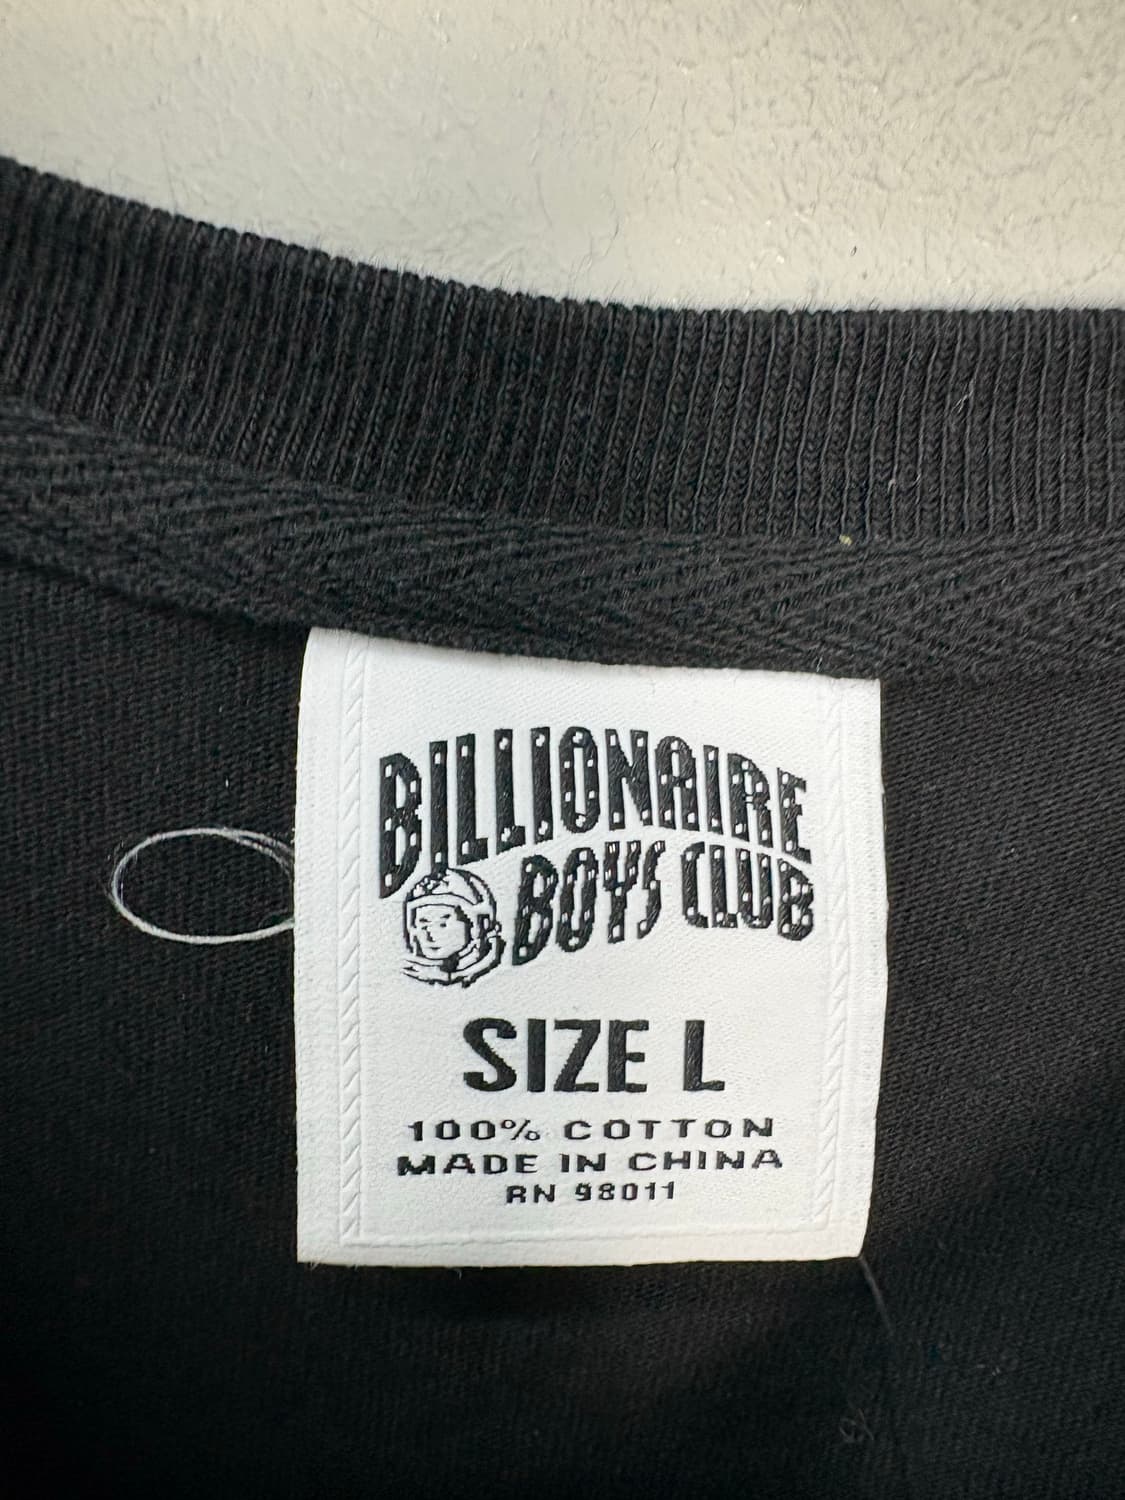 BILLIONAIRE
BOYS CLUB
SIZE L
100% COTTON
MADE IN CHINA
RN 98011